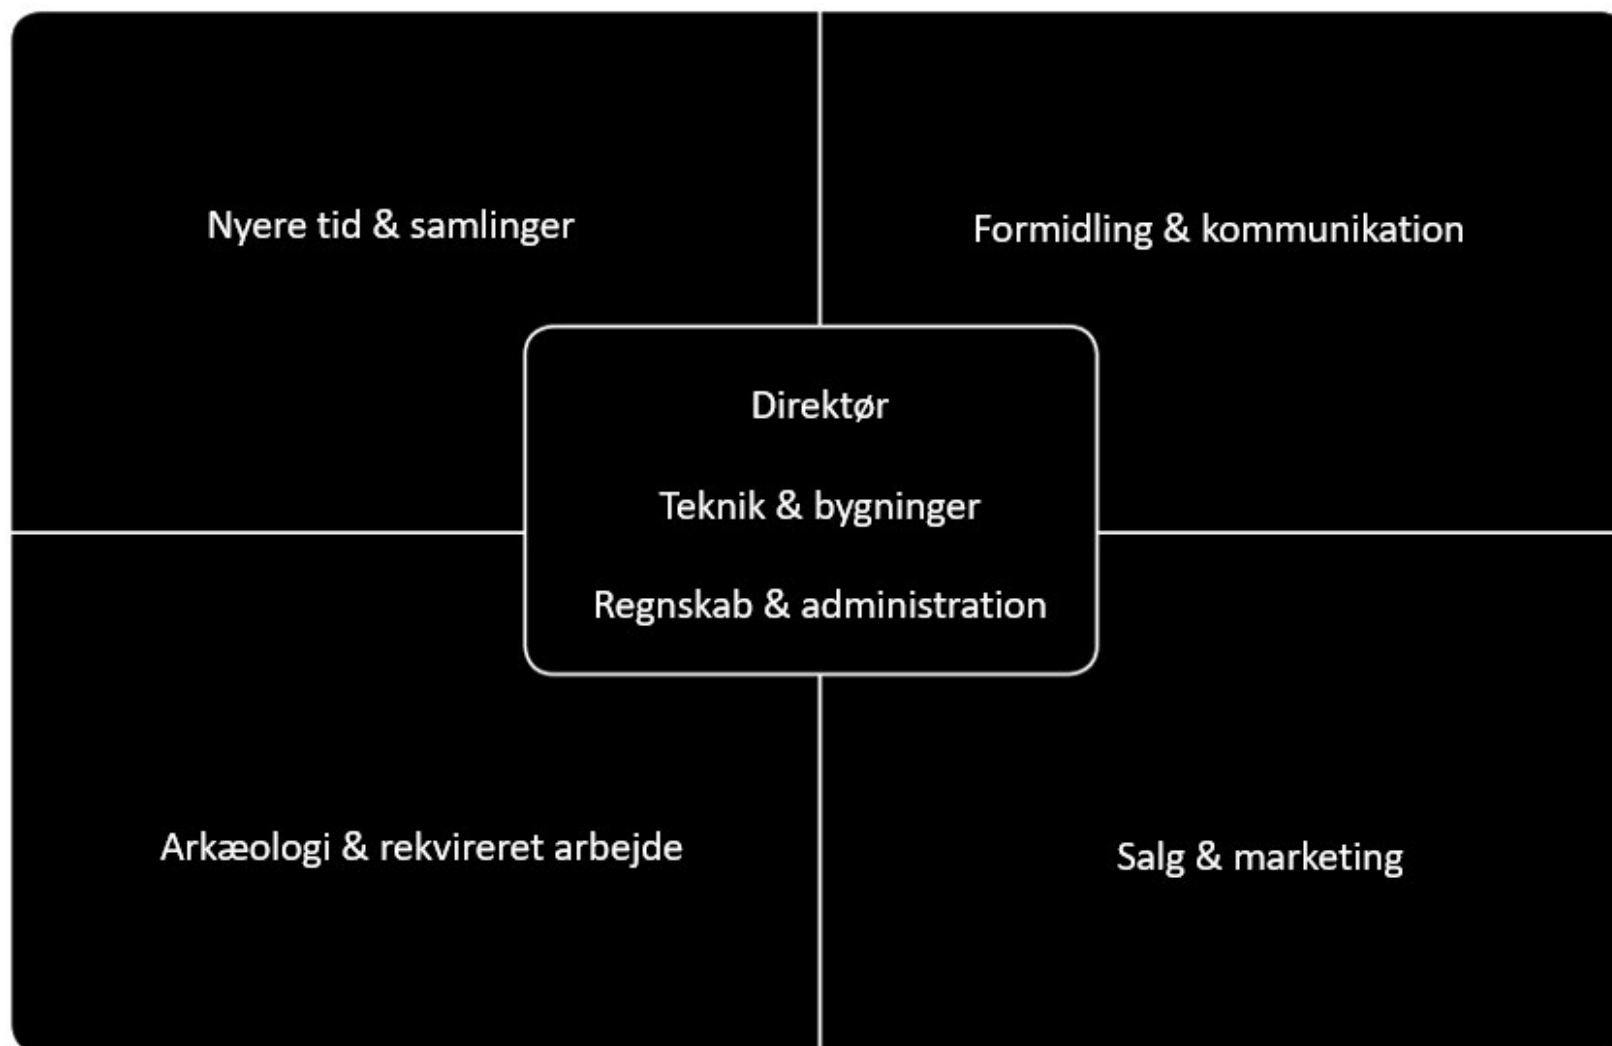 Nyere tid & samlinger
Formidling & kommunikation
Direktør
Teknik & bygninger
Regnskab & administration
Arkæologi & rekvireret arbejde
Salg & marketing